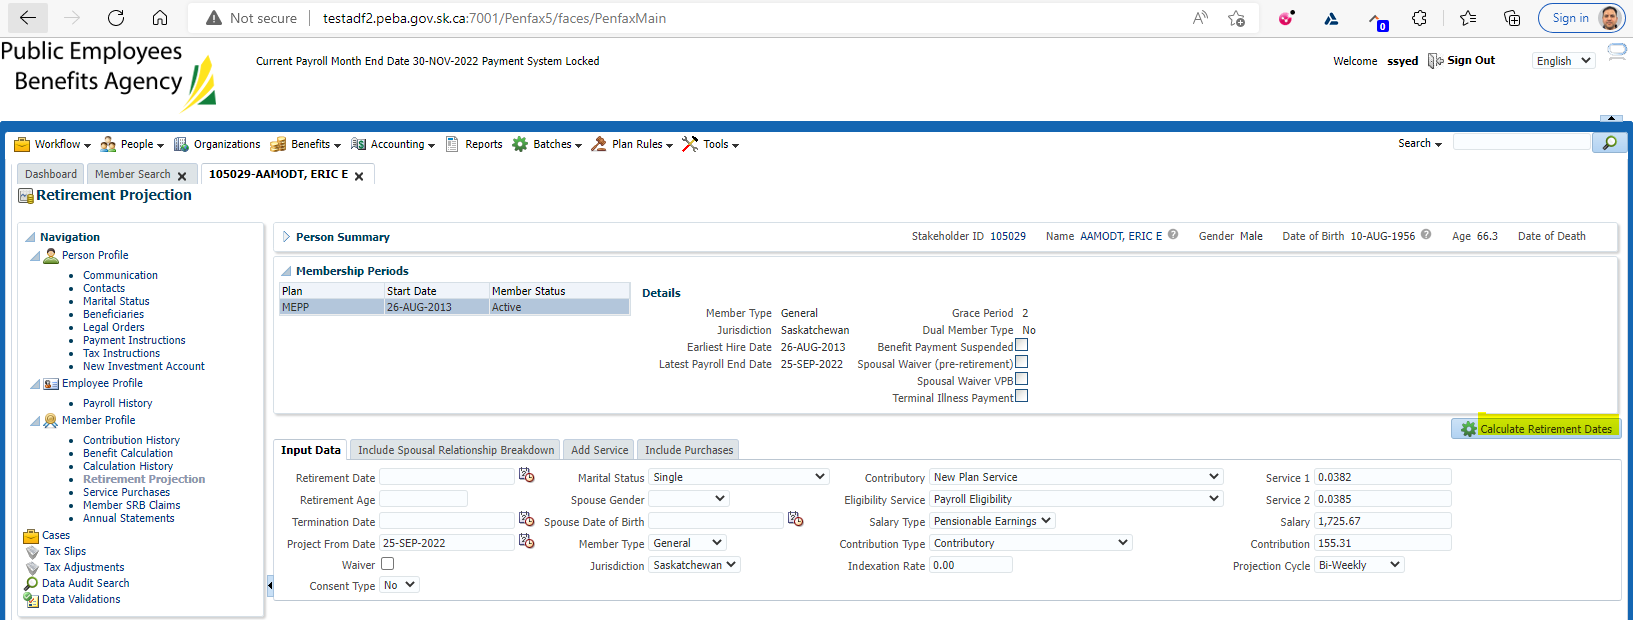 Not secure | testadf2.peba.gov.sk.ca:7001/Penfax5/faces/PenfaxMain
0
Sign in
Public Employees
Benefits Agency
Current Payroll Month End Date 30-NOV-2022 Payment System Locked
Welcome ssyed Sign Out English
Workflow People Organizations Benefits Accounting Reports Batches Plan Rules Tools Search
Dashboard Member Search 105029-AAMODT, ERIC E
Retirement Projection
Navigation
Person Profile
Communication
Contacts
Marital Status
Beneficiaries
Legal Orders
Payment Instructions
Tax Instructions
New Investment Account
Employee Profile
Payroll History
Member Profile
Contribution History
Benefit Calculation
Calculation History
Retirement Projection
Service Purchases
Member SRB Claims
Annual Statements
Cases
Tax Slips
Tax Adjustments
Data Audit Search
Data Validations
Person Summary Stakeholder ID 105029 Name AAMODT, ERIC E Gender Male Date of Birth 10-AUG-1956 Age 66.3 Date of Death
Membership Periods
Plan Start Date Member Status
MEPP 26-AUG-2013 Active
Details
Member Type General Grace Period 2
Jurisdiction Saskatchewan Dual Member Type No
Earliest Hire Date 26-AUG-2013 Benefit Payment Suspended
Latest Payroll End Date 25-SEP-2022 Spousal Waiver (pre-retirement)
Spousal Waiver VPB
Terminal Illness Payment
Calculate Retirement Dates
Input Data Include Spousal Relationship Breakdown Add Service Include Purchases
Retirement Date Marital Status Single Contributory New Plan Service Service 1 0.0382
Retirement Age Spouse Gender Eligibility Service Payroll Eligibility Service 2 0.0385
Termination Date Spouse Date of Birth Salary Type Pensionable Earnings Salary 1,725.67
Project From Date 25-SEP-2022 Member Type General Contribution Type Contributory Contribution 155.31
Waiver Jurisdiction Saskatchewan Indexation Rate 0.00 Projection Cycle Bi-Weekly
Consent Type No